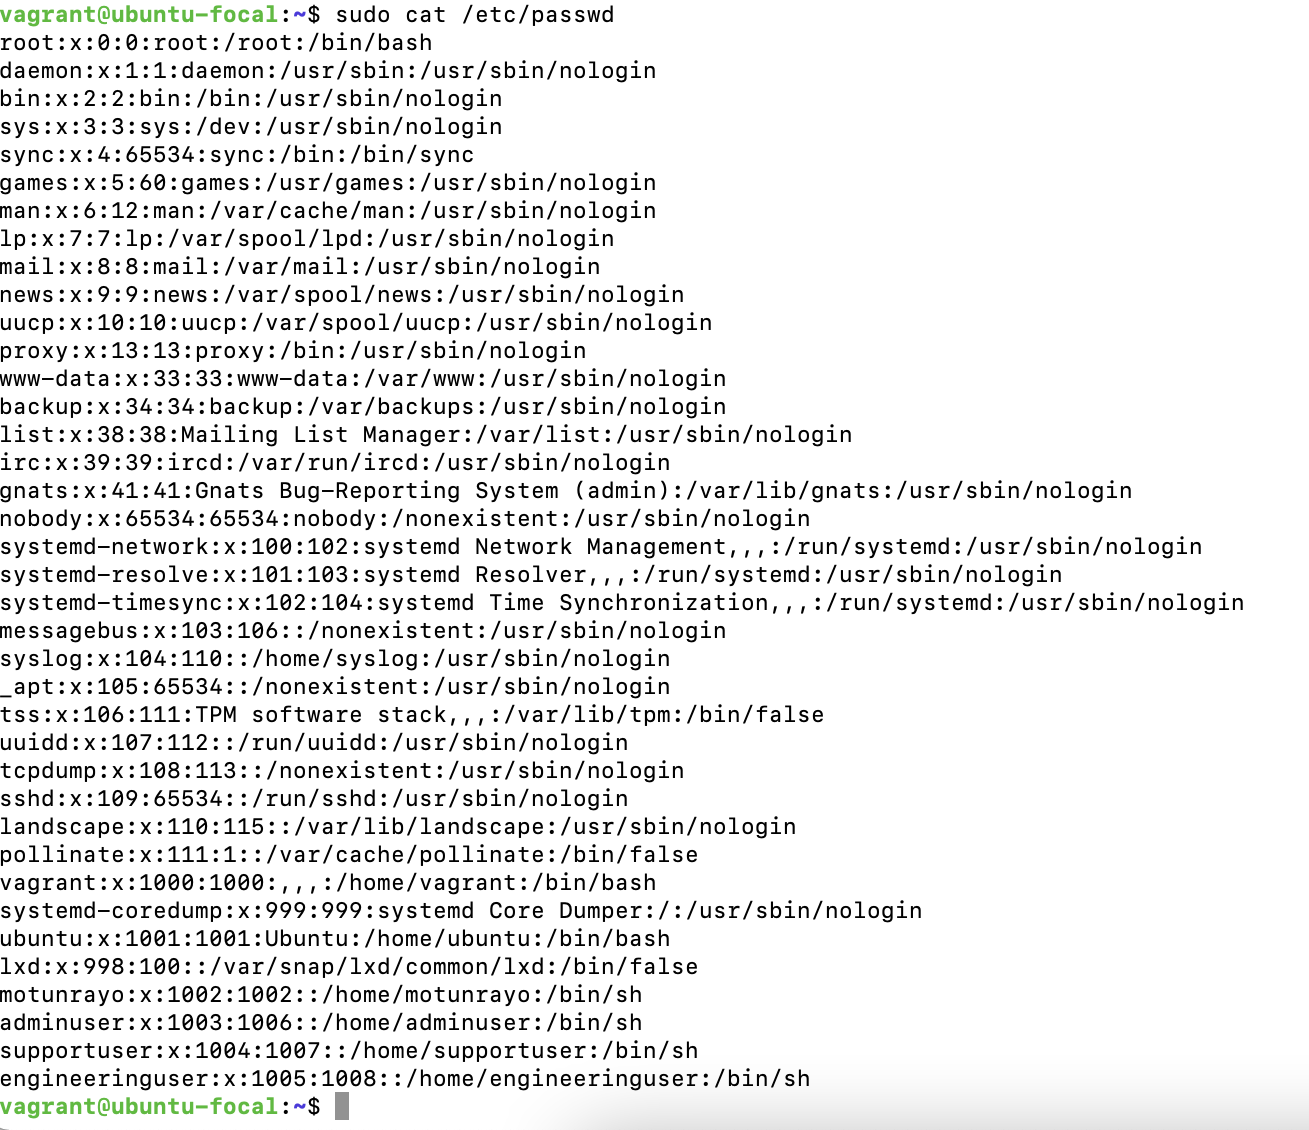 vagrant@ubuntu-focal:~$ sudo cat /etc/passwd
root:x:0:0:root:/root:/bin/bash
daemon:x:1:1:daemon:/usr/sbin:/usr/sbin/nologin
bin:x:2:2:bin:/bin:/usr/sbin/nologin
sys:x:3:3:sys:/dev:/usr/sbin/nologin
sync:x:4:65534:sync:/bin:/bin/sync
games:x:5:60:games:/usr/games:/usr/sbin/nologin
man:x:6:12:man:/var/cache/man:/usr/sbin/nologin
lp:x:7:7:lp:/var/spool/lpd:/usr/sbin/nologin
mail:x:8:8:mail:/var/mail:/usr/sbin/nologin
news:x:9:9:news:/var/spool/news:/usr/sbin/nologin
uucp:x:10:10:uucp:/var/spool/uucp:/usr/sbin/nologin
proxy:x:13:13:proxy:/bin:/usr/sbin/nologin
www-data:x:33:33:www-data:/var/www:/usr/sbin/nologin
backup:x:34:34:backup:/var/backups:/usr/sbin/nologin
list:x:38:38:Mailing List Manager:/var/list:/usr/sbin/nologin
irc:x:39:39:ircd:/var/run/ircd:/usr/sbin/nologin
gnats:x:41:41:Gnats Bug-Reporting System (admin):/var/lib/gnats:/usr/sbin/nologin
nobody:x:65534:65534:nobody:/nonexistent:/usr/sbin/nologin
systemd-network:x:100:102:systemd Network Management,,,:/run/systemd:/usr/sbin/nologin
systemd-resolve:x:101:103:systemd Resolver,,,:/run/systemd:/usr/sbin/nologin
systemd-timesync:x:102:104:systemd Time Synchronization,,,:/run/systemd:/usr/sbin/nologin
messagebus:x:103:106::/nonexistent:/usr/sbin/nologin
syslog:x:104:110::/home/syslog:/usr/sbin/nologin
_apt:x:105:65534::/nonexistent:/usr/sbin/nologin
tss:x:106:111:TPM software stack,,,:/var/lib/tpm:/bin/false
uuidd:x:107:112::/run/uuidd:/usr/sbin/nologin
tcpdump:x:108:113::/nonexistent:/usr/sbin/nologin
sshd:x:109:65534::/run/sshd:/usr/sbin/nologin
landscape:x:110:115::/var/lib/landscape:/usr/sbin/nologin
pollinate:x:111:1::/var/cache/pollinate:/bin/false
vagrant:x:1000:1000:,,,:/home/vagrant:/bin/bash
systemd-coredump:x:999:999:systemd Core Dumper:/:/usr/sbin/nologin
ubuntu:x:1001:1001:Ubuntu:/home/ubuntu:/bin/bash
lxd:x:998:100::/var/snap/lxd/common/lxd:/bin/false
motunrayo:x:1002:1002::/home/motunrayo:/bin/sh
adminuser:x:1003:1006::/home/adminuser:/bin/sh
supportuser:x:1004:1007::/home/supportuser:/bin/sh
engineeringuser:x:1005:1008::/home/engineeringuser:/bin/sh
vagrant@ubuntu-focal:~$